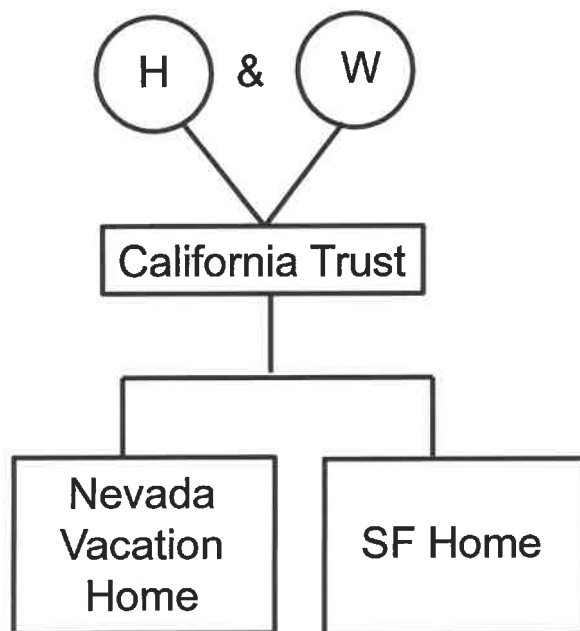 H & W
California Trust
Nevada
Vacation
Home
SF Home